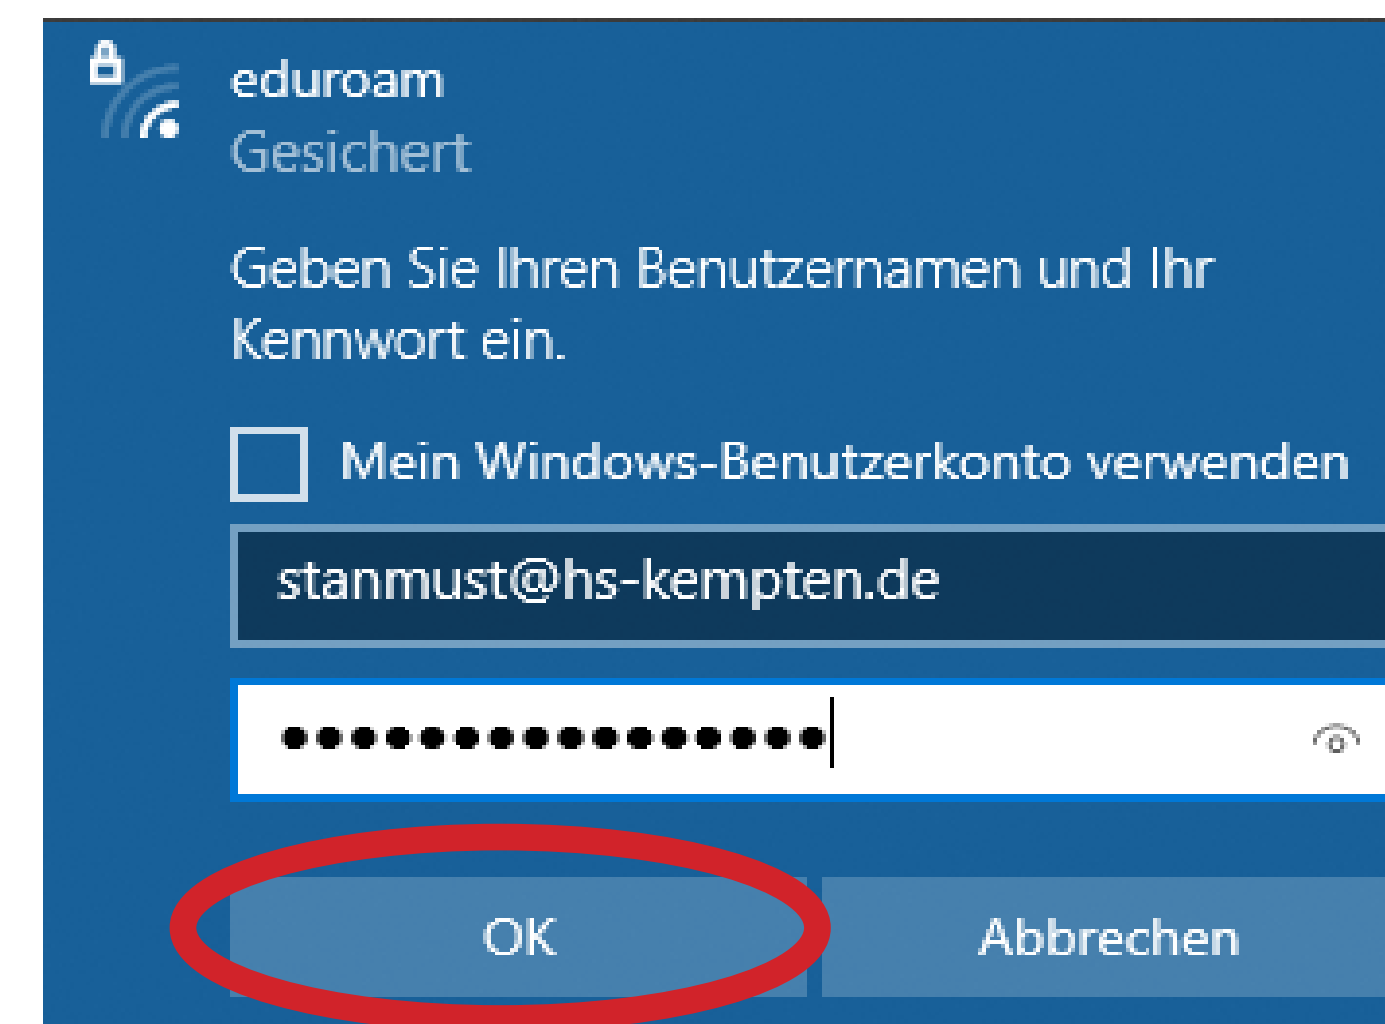 eduroam
Gesichert
Geben Sie Ihren Benutzernamen und Ihr
Kennwort ein.
Mein Windows-Benutzerkonto verwenden
stanmust@hs-kempten.de
OK Abbrechen